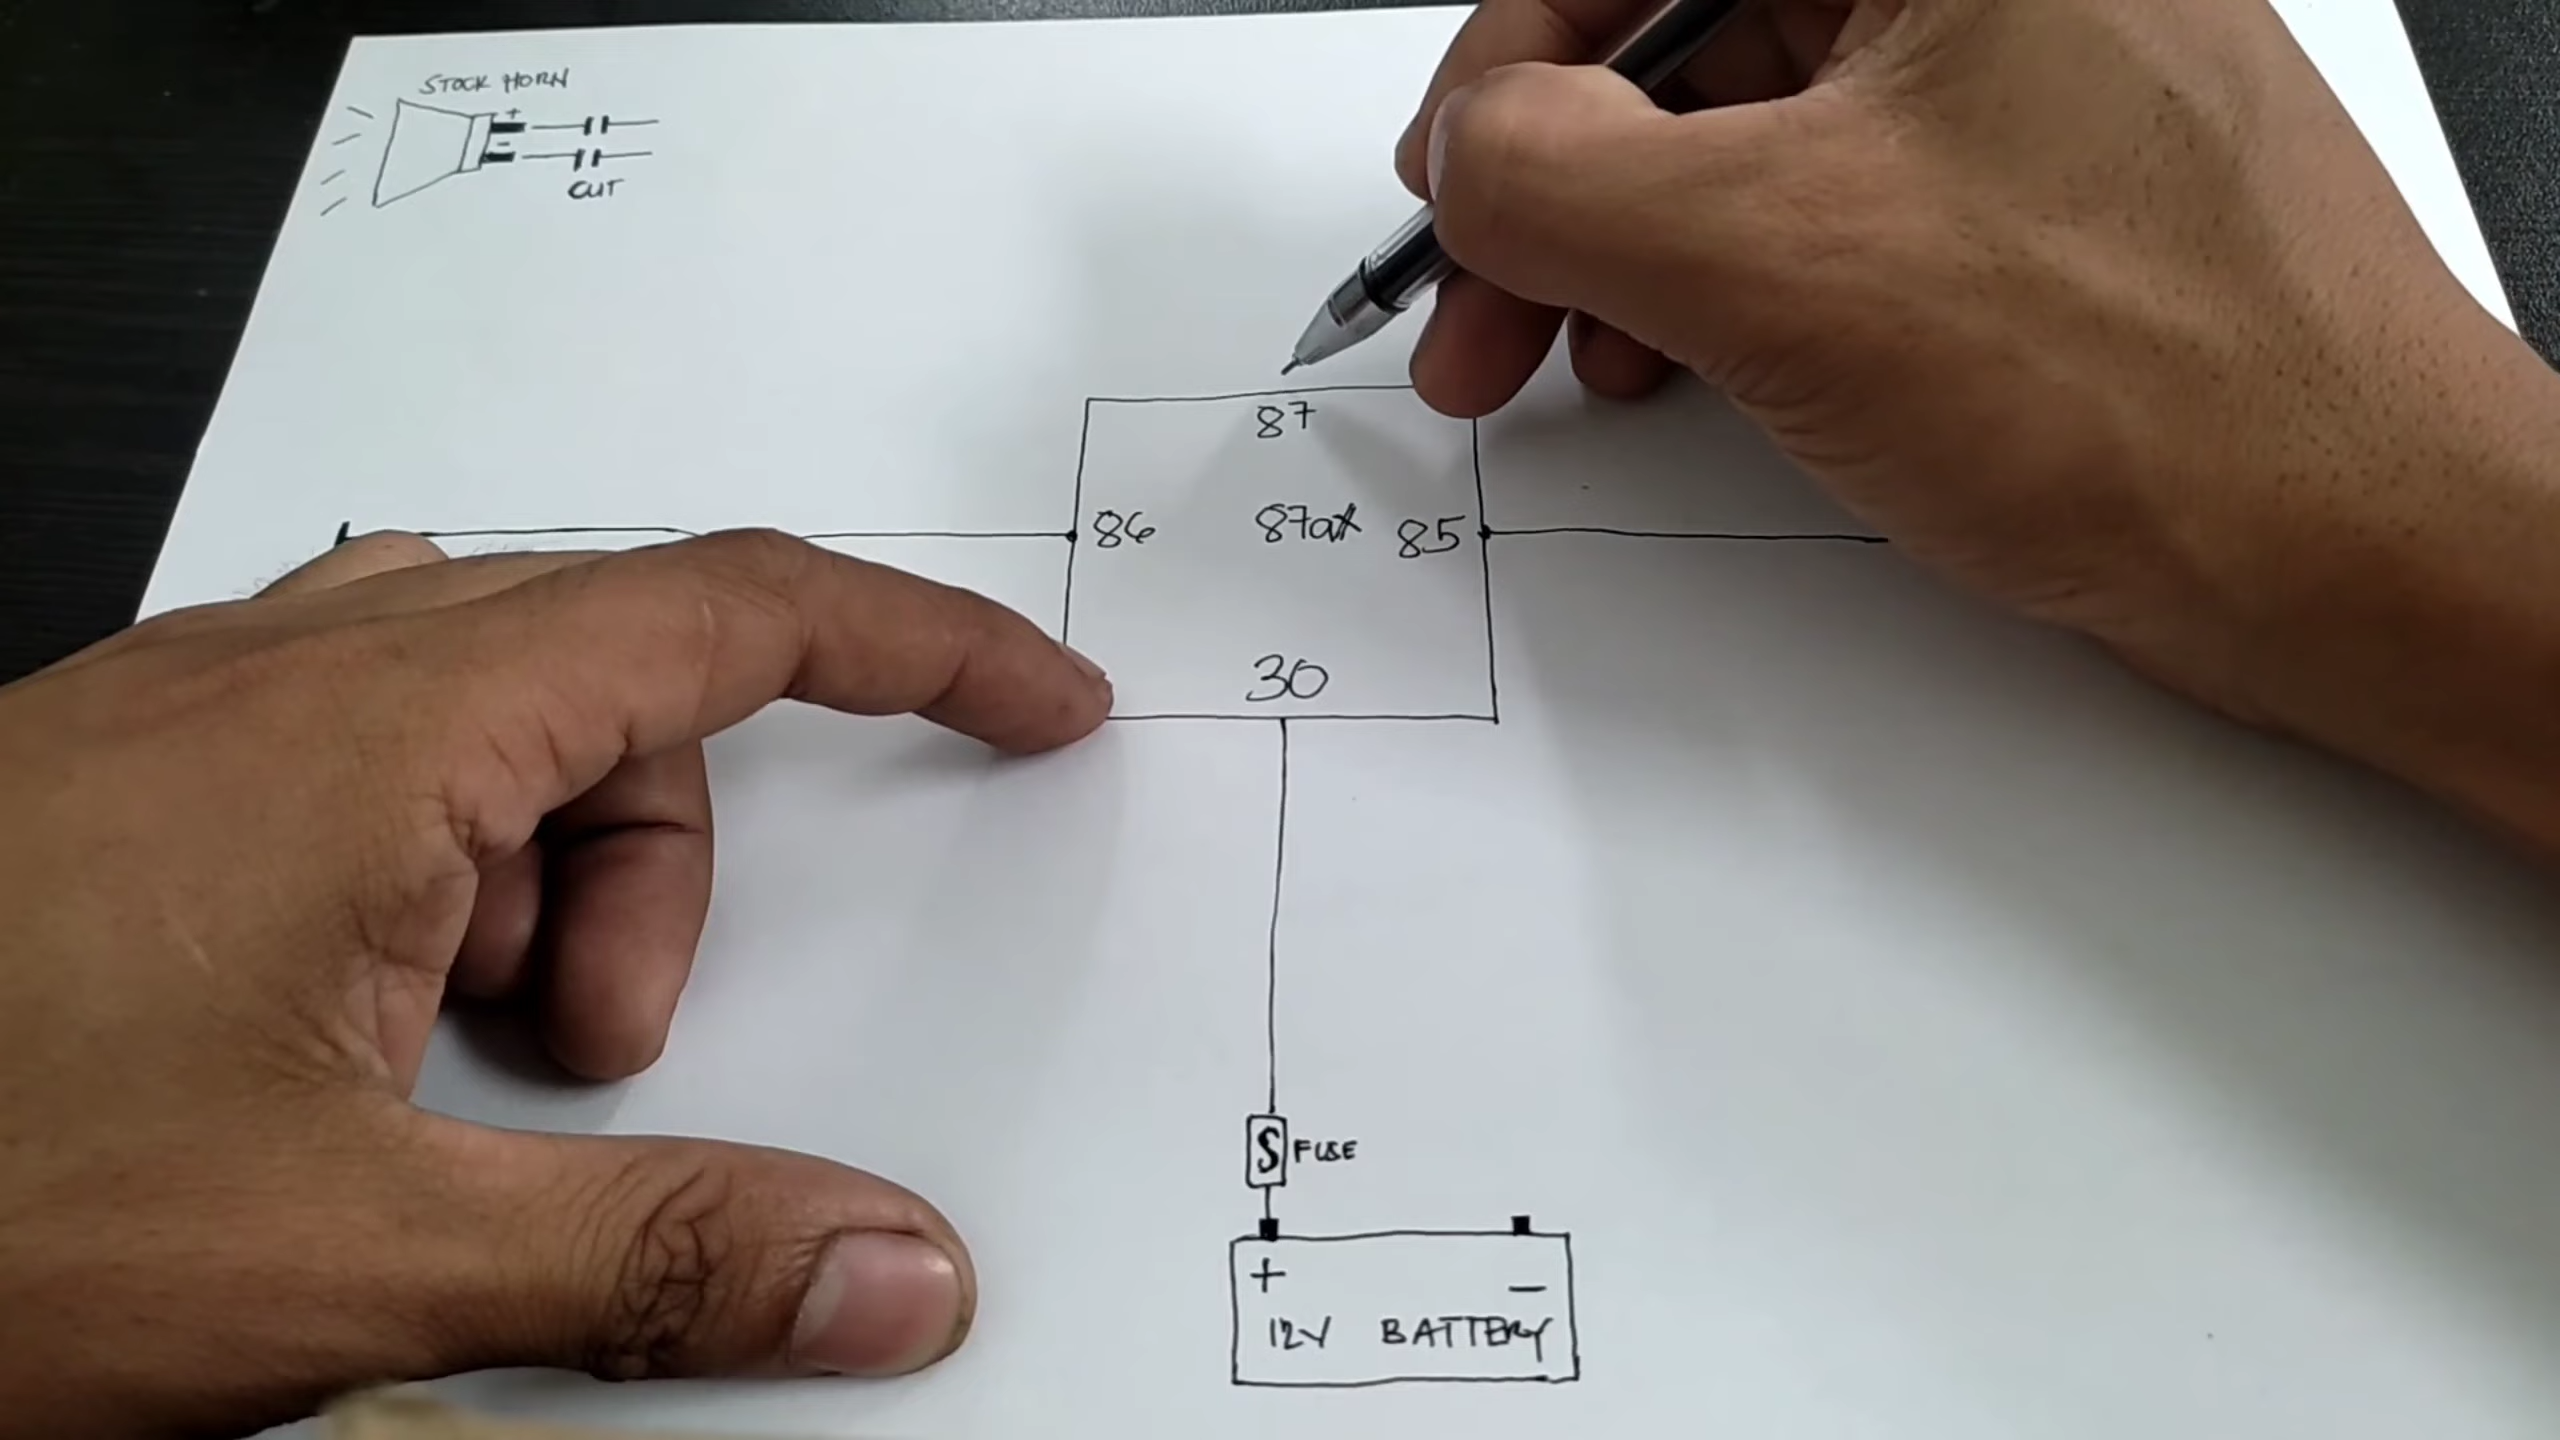 STOCK HORN
+
-
CUT
87
86
87a
85
30
S FUSE
+
-
12V BATTERY